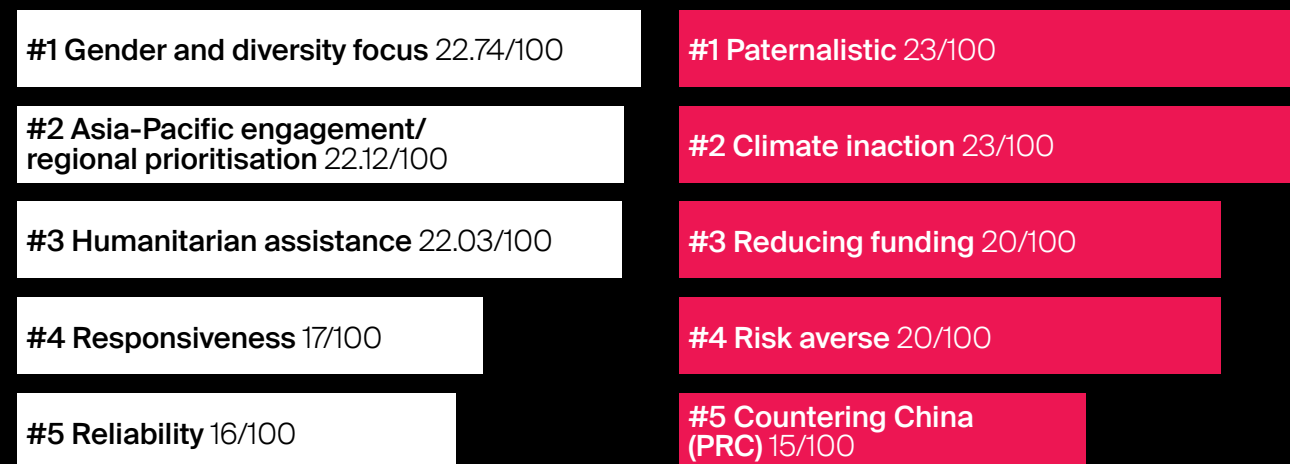 #1 Gender and diversity focus 22.74/100
#2 Asia-Pacific engagement/
regional prioritisation 22.12/100
#3 Humanitarian assistance 22.03/100
#4 Responsiveness 17/100
#5 Reliability 16/100
#1 Paternalistic 23/100
#2 Climate inaction 23/100
#3 Reducing funding 20/100
#4 Risk averse 20/100
#5 Countering China
(PRC) 15/100